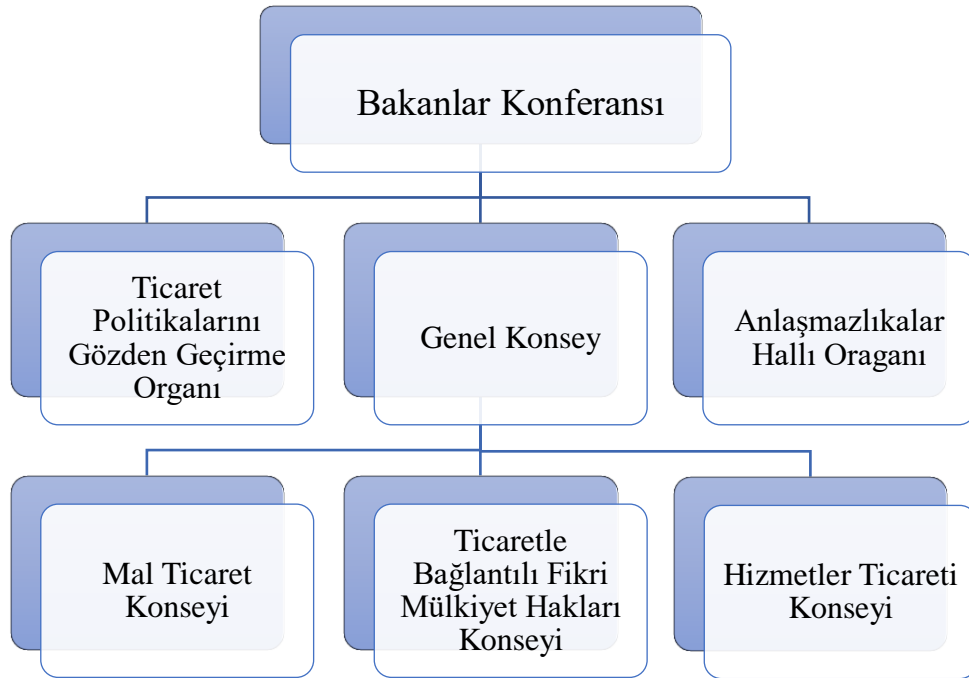 Bakanlar Konferansı
Ticaret
Politikalarını
Gözden Geçirme
Organı
Genel Konsey
Anlaşmazlıkalar
Hallı Oraganı
Mal Ticaret
Konseyi
Ticaretle
Bağlantılı Fikri
Mülkiyet Hakları
Konseyi
Hizmetler Ticareti
Konseyi